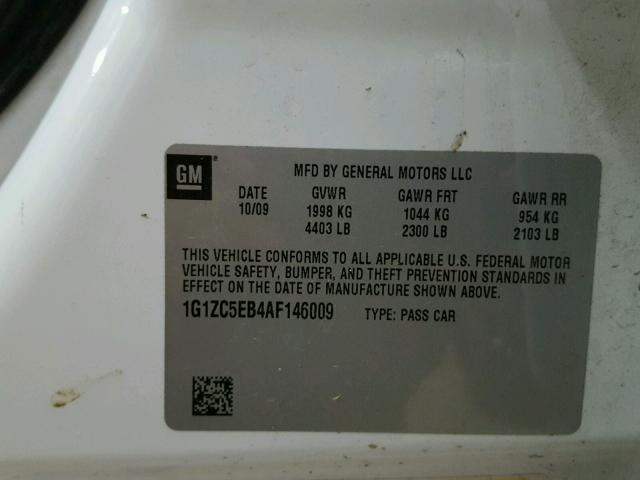 GM ®
MFD BY GENERAL MOTORS LLC
DATE GVWR GAWR FRT GAWR RR
10/09 1998 KG 1044 KG 954 KG
4403 LB 2300 LB 2103 LB
THIS VEHICLE CONFORMS TO ALL APPLICABLE U.S. FEDERAL MOTOR
VEHICLE SAFETY, BUMPER, AND THEFT PREVENTION STANDARDS IN
EFFECT ON THE DATE OF MANUFACTURE SHOWN ABOVE.
1G1ZC5EB4AF146009 TYPE: PASS CAR